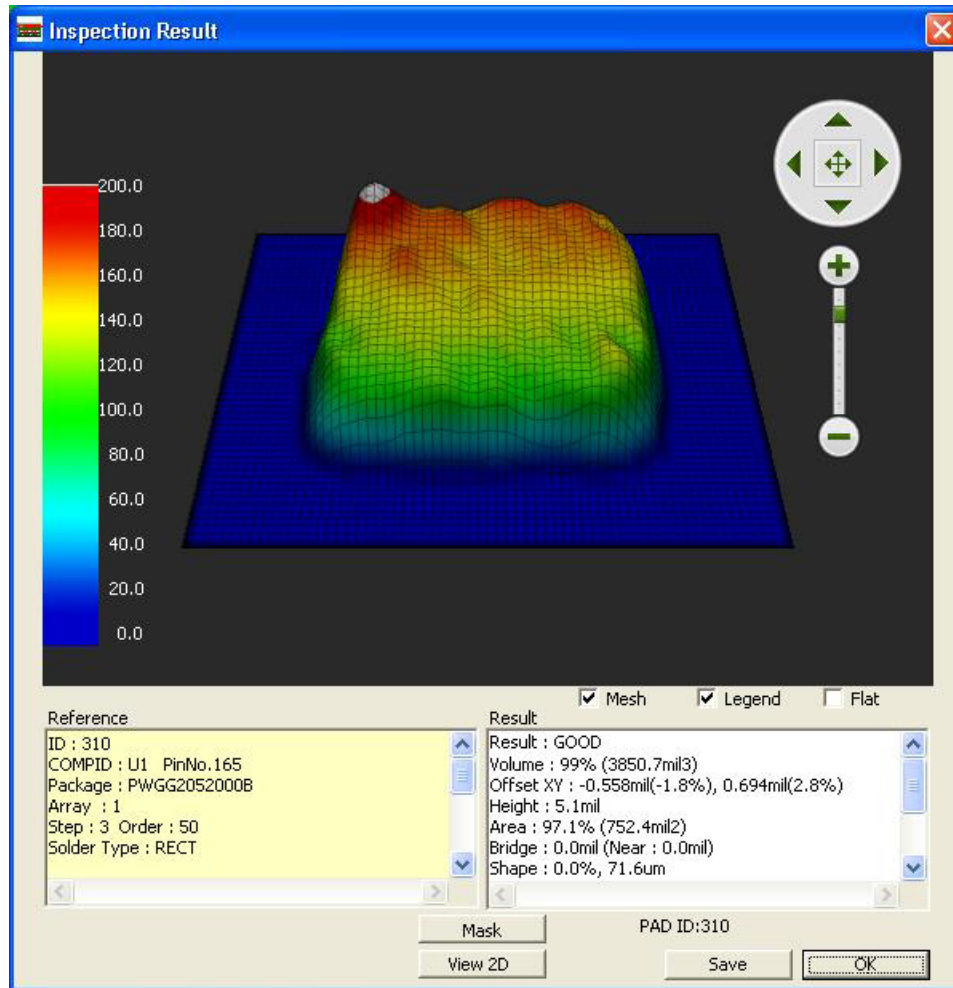 Inspection Result
200.0
180.0
160.0
140.0
120.0
100.0
80.0
60.0
40.0
20.0
0.0
Mesh
Legend
Flat
Reference
ID : 310
COMPID : U1 PinNo.165
Package : PWGG2052000B
Array : 1
Step : 3 Order : 50
Solder Type : RECT
Result
Result : GOOD
Volume : 99% (3850.7mil3)
Offset XY : -0.558mil(-1.8%), 0.694mil(2.8%)
Height : 5.1mil
Area : 97.1% (752.4mil2)
Bridge : 0.0mil (Near : 0.0mil)
Shape : 0.0%, 71.6um
Mask
PAD ID:310
View 2D
Save
OK